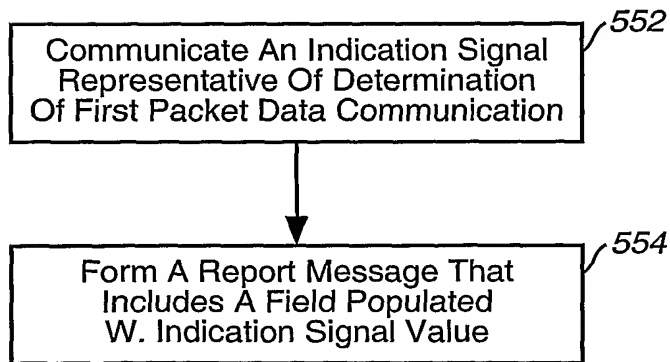 552
Communicate An Indication Signal
Representative Of Determination
Of First Packet Data Communication
554
Form A Report Message That
Includes A Field Populated
W. Indication Signal Value